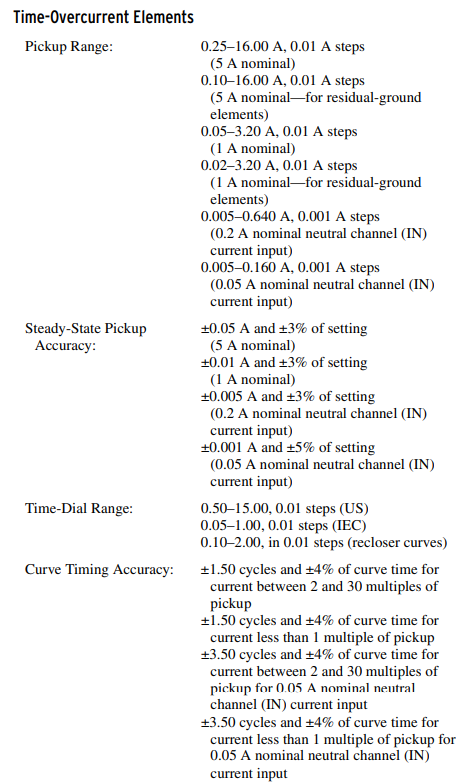 Time-Overcurrent Elements
Pickup Range:
0.25–16.00 A, 0.01 A steps
(5 A nominal)
0.10–16.00 A, 0.01 A steps
(5 A nominal—for residual-ground
elements)
0.05–3.20 A, 0.01 A steps
(1 A nominal)
0.02–3.20 A, 0.01 A steps
(1 A nominal—for residual-ground
elements)
0.005–0.640 A, 0.001 A steps
(0.2 A nominal neutral channel (IN)
current input)
0.005–0.160 A, 0.001 A steps
(0.05 A nominal neutral channel (IN)
current input)
Steady-State Pickup
Accuracy:
±0.05 A and ±3% of setting
(5 A nominal)
±0.01 A and ±3% of setting
(1 A nominal)
±0.005 A and ±3% of setting
(0.2 A nominal neutral channel (IN)
current input)
±0.001 A and ±5% of setting
(0.05 A nominal neutral channel (IN)
current input)
Time-Dial Range:
0.50–15.00, 0.01 steps (US)
0.05–1.00, 0.01 steps (IEC)
0.10–2.00, in 0.01 steps (recloser curves)
Curve Timing Accuracy:
±1.50 cycles and ±4% of curve time for
current between 2 and 30 multiples of
pickup
±1.50 cycles and ±4% of curve time for
current less than 1 multiple of pickup
±3.50 cycles and ±4% of curve time for
current between 2 and 30 multiples of
pickup for 0.05 A nominal neutral
channel (IN) current input
±3.50 cycles and ±4% of curve time for
current less than 1 multiple of pickup for
0.05 A nominal neutral channel (IN)
current input